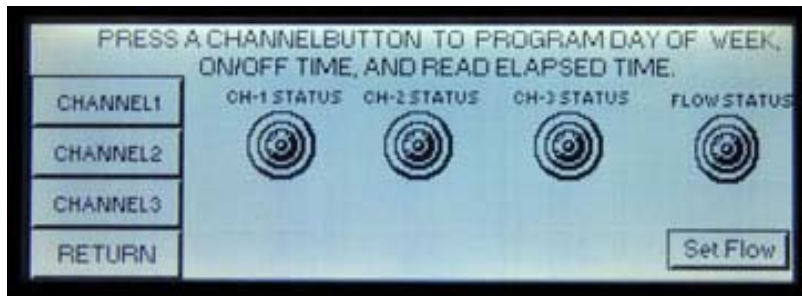 PRESS A CHANNELBUTTON TO PROGRAM DAY OF WEEK,
ON/OFF TIME, AND READ ELAPSED TIME.
CHANNEL1
CH-1 STATUS CH-2 STATUS CH-3 STATUS FLOW STATUS
CHANNEL2
CHANNEL3
RETURN
Set Flow